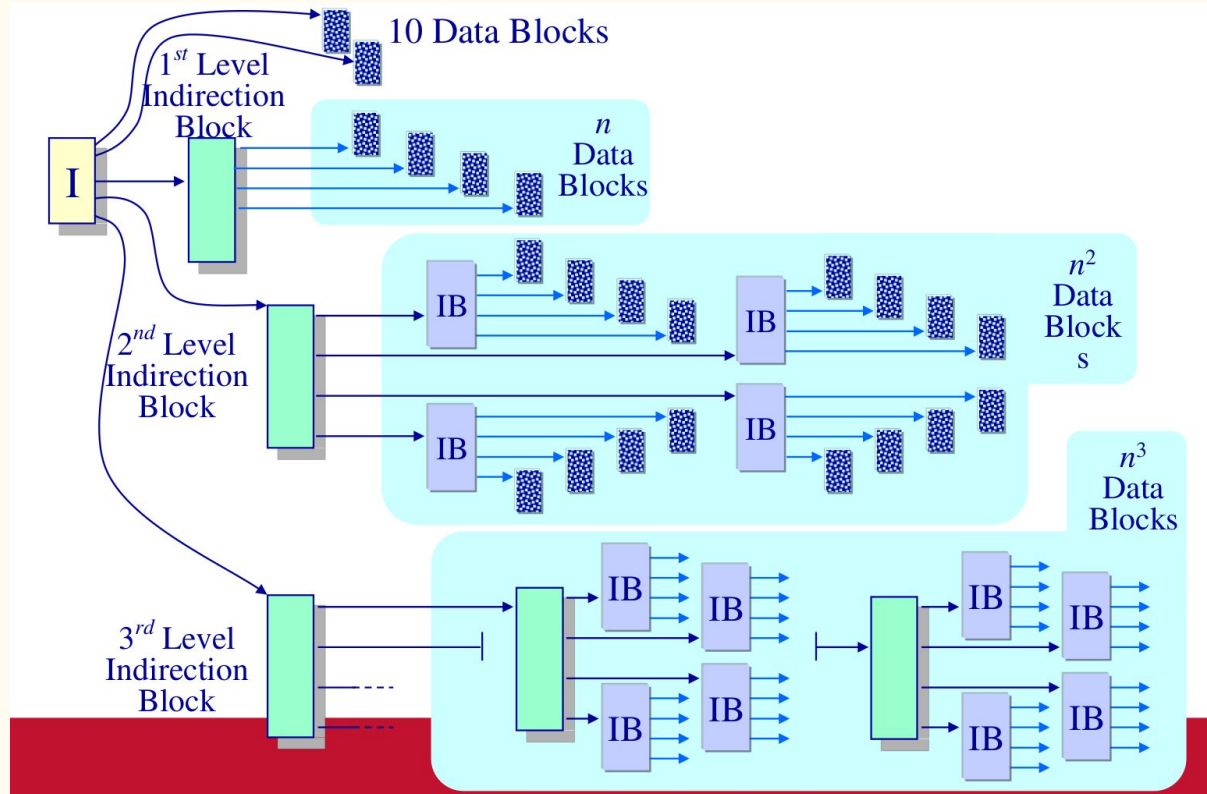 10 Data Blocks
1st Level
Indirection
Block
I
n
Data
Blocks
2nd Level
Indirection
Block
IB
IB
IB
IB
n2
Data
Block
s
3rd Level
Indirection
Block
IB
IB
IB
IB
IB
IB
IB
IB
n3
Data
Blocks